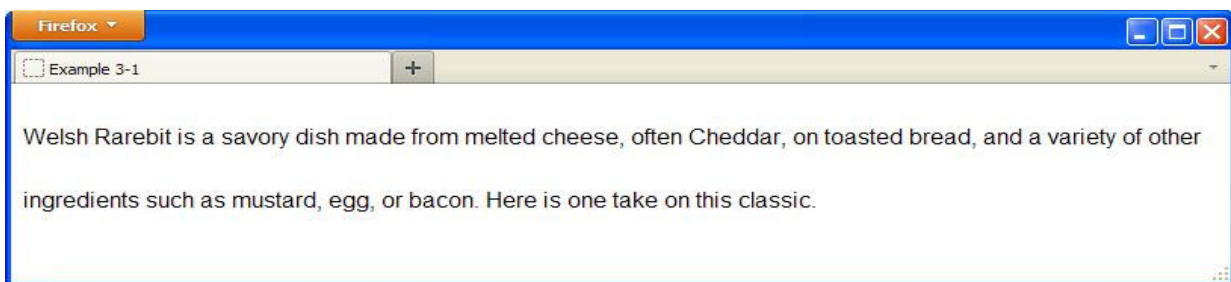 Firefox
Example 3-1
Welsh Rarebit is a savory dish made from melted cheese, often Cheddar, on toasted bread, and a variety of other
ingredients such as mustard, egg, or bacon. Here is one take on this classic.